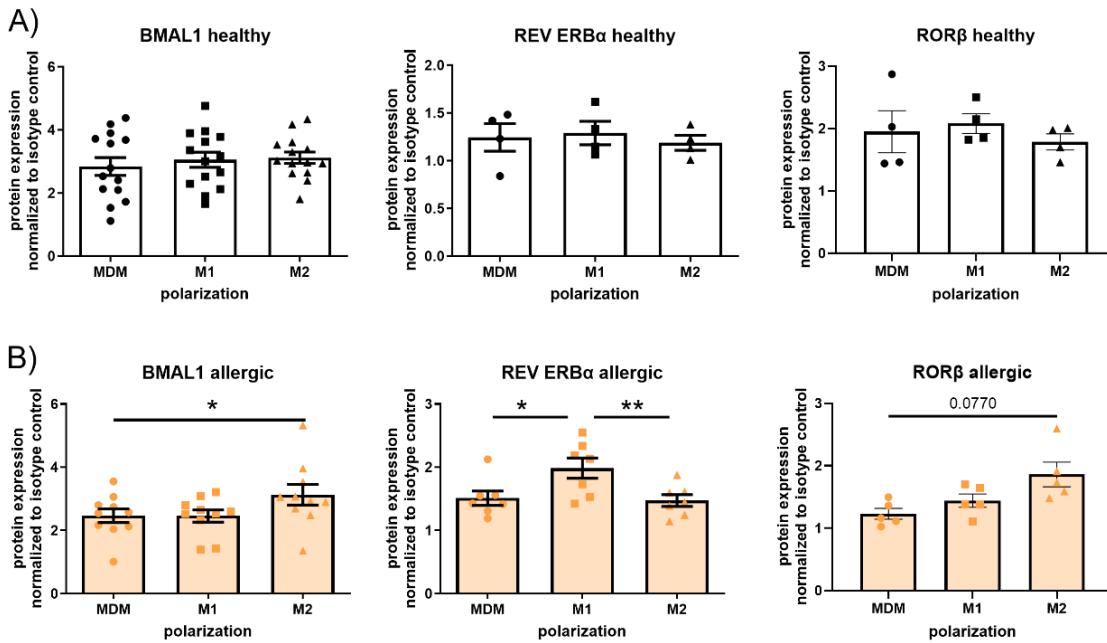 A)
BMAL1 healthy
protein expression
normalized to isotype control
6
4
2
0
MDM M1 M2
polarization
REV ERBα healthy
protein expression
normalized to isotype control
2.0
1.5
1.0
0.5
0.0
MDM M1 M2
polarization
RORβ healthy
protein expression
normalized to isotype control
3
2
1
0
MDM M1 M2
polarization
B)
BMAL1 allergic
protein expression
normalized to isotype control
6
4
2
0
*
MDM M1 M2
polarization
REV ERBα allergic
protein expression
normalized to isotype control
3
2
1
0
* **
MDM M1 M2
polarization
RORβ allergic
protein expression
normalized to isotype control
3
2
1
0
0.0770
MDM M1 M2
polarization